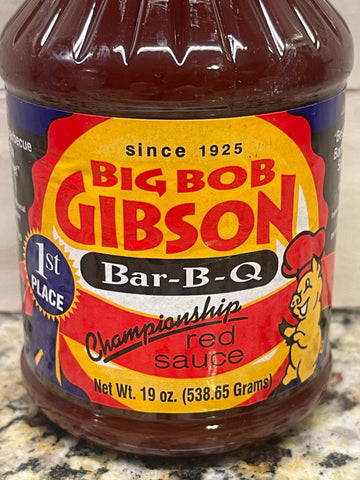 since 1925
BIG BOB
GIBSON
Bar-B-Q
1st
PLACE
Championship
red
sauce
Net Wt. 19 oz. (538.65 Grams)